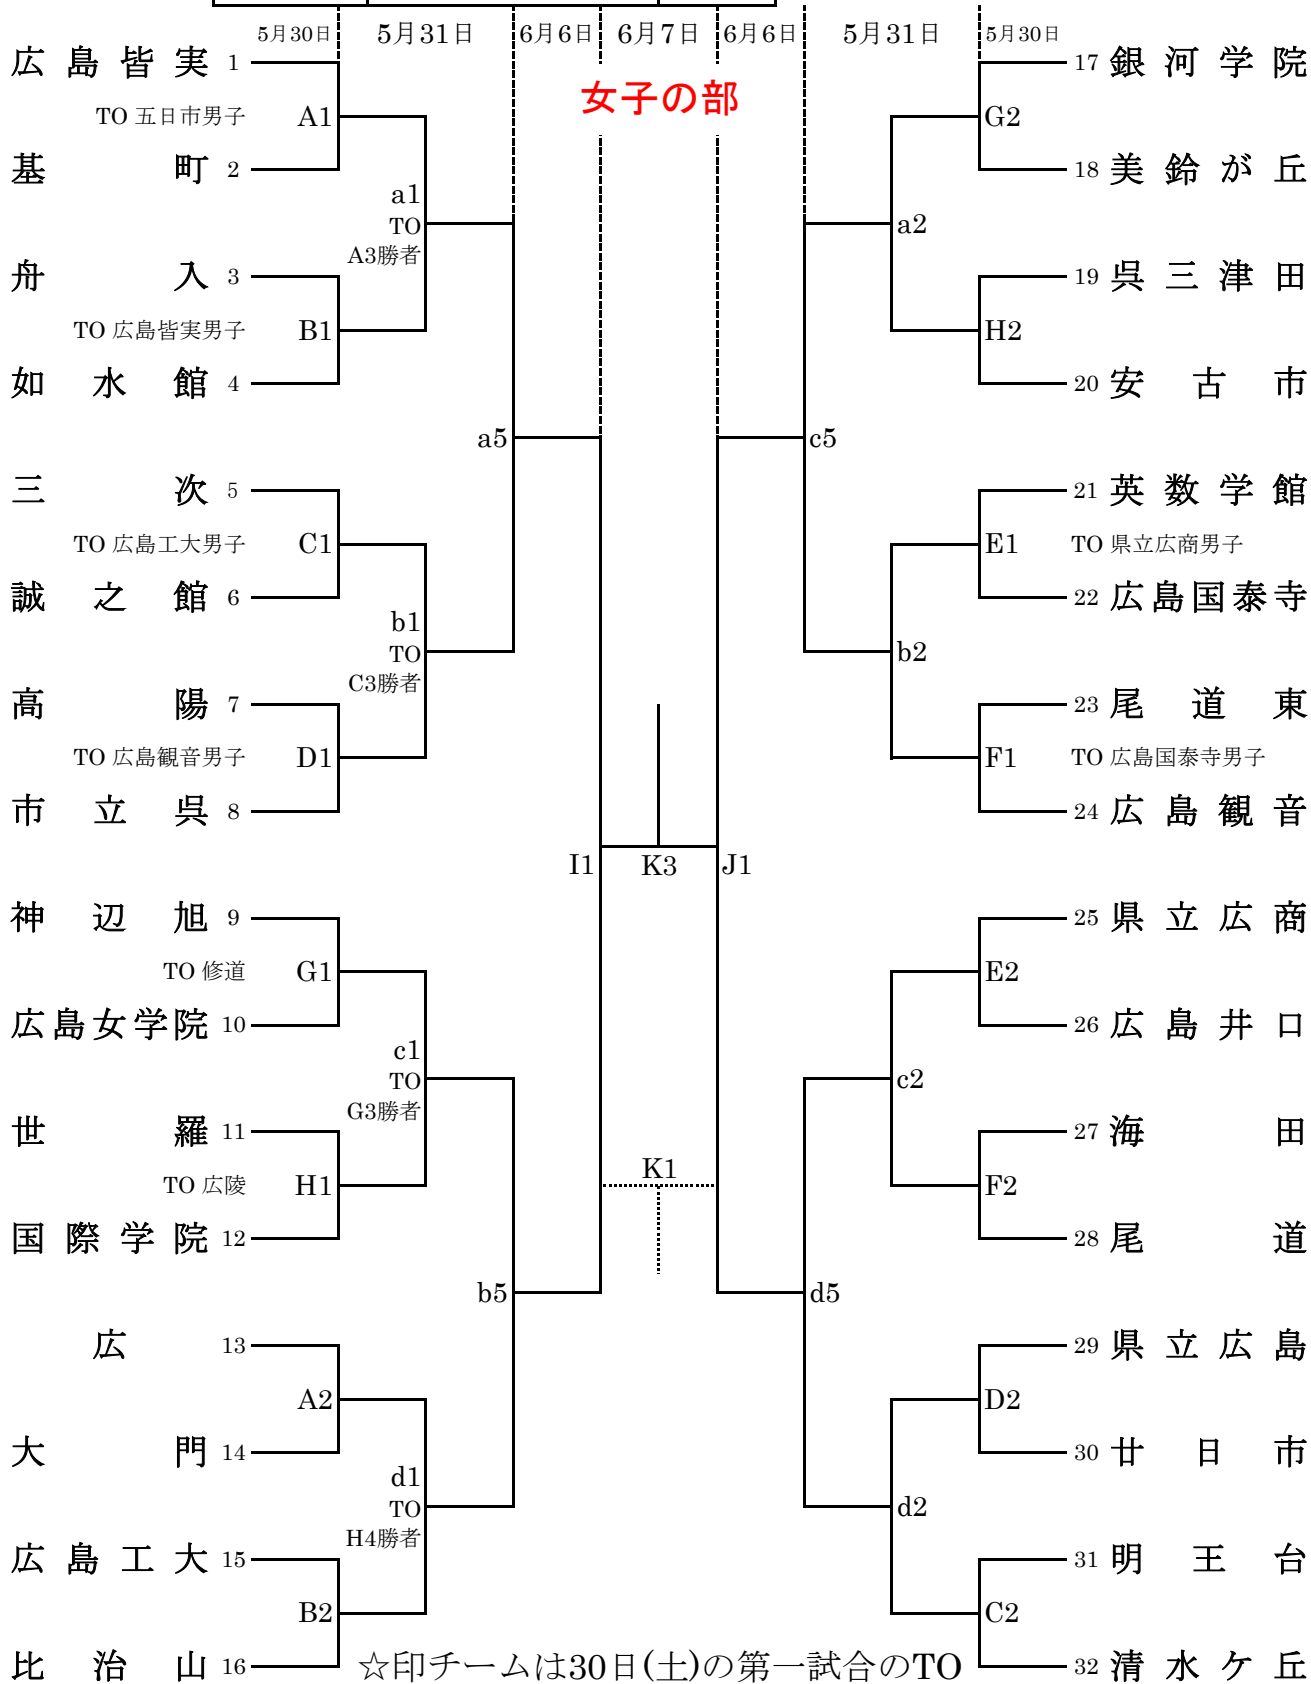 5月30日 5月31日 6月6日 6月7日 6月6日 5月31日 5月30日
女子の部
広島皆実 1
TO 五日市男子 A1
基町 2
a1
TO
A3勝者
舟入 3
TO 広島皆実男子 B1
如水館 4
a5
三次 5
TO 広島工大男子 C1
誠之館 6
b1
TO
C3勝者
高陽 7
TO 広島観音男子 D1
市立呉 8
I1 K3 J1
神辺旭 9
TO 修道 G1
広島女学院 10
c1
TO
G3勝者
世羅 11
TO 広陵 H1
国際学院 12
K1
b5
広 13
A2
大門 14
d1
TO
H4勝者
広島工大 15
B2
比治山 16
17 銀河学院
G2
18 美鈴が丘
a2
19 呉三津田
H2
20 安古市
c5
21 英数学館
E1 TO 県立広商男子
22 広島国泰寺
b2
23 尾道東
F1 TO 広島国泰寺男子
24 広島観音
25 県立広商
E2
26 広島井口
c2
27 海田
F2
28 尾道
d5
29 県立広島
D2
30 廿日市
d2
31 明王台
C2
32 清水ケ丘
☆印チームは30日(土)の第一試合のTO